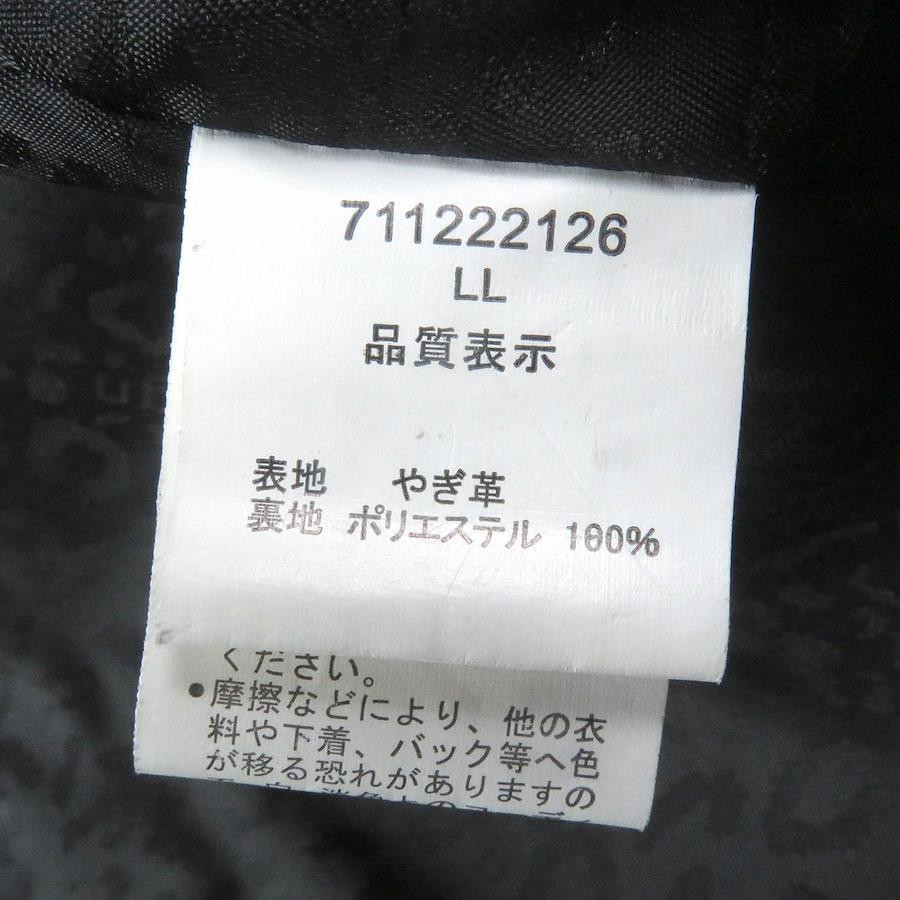 711222126
LL
品質表示
表地 やぎ革
裏地 ポリエステル 100%
ください。
●摩擦などにより、他の衣
料や下着、バック等へ色
が移る恐れがありますの